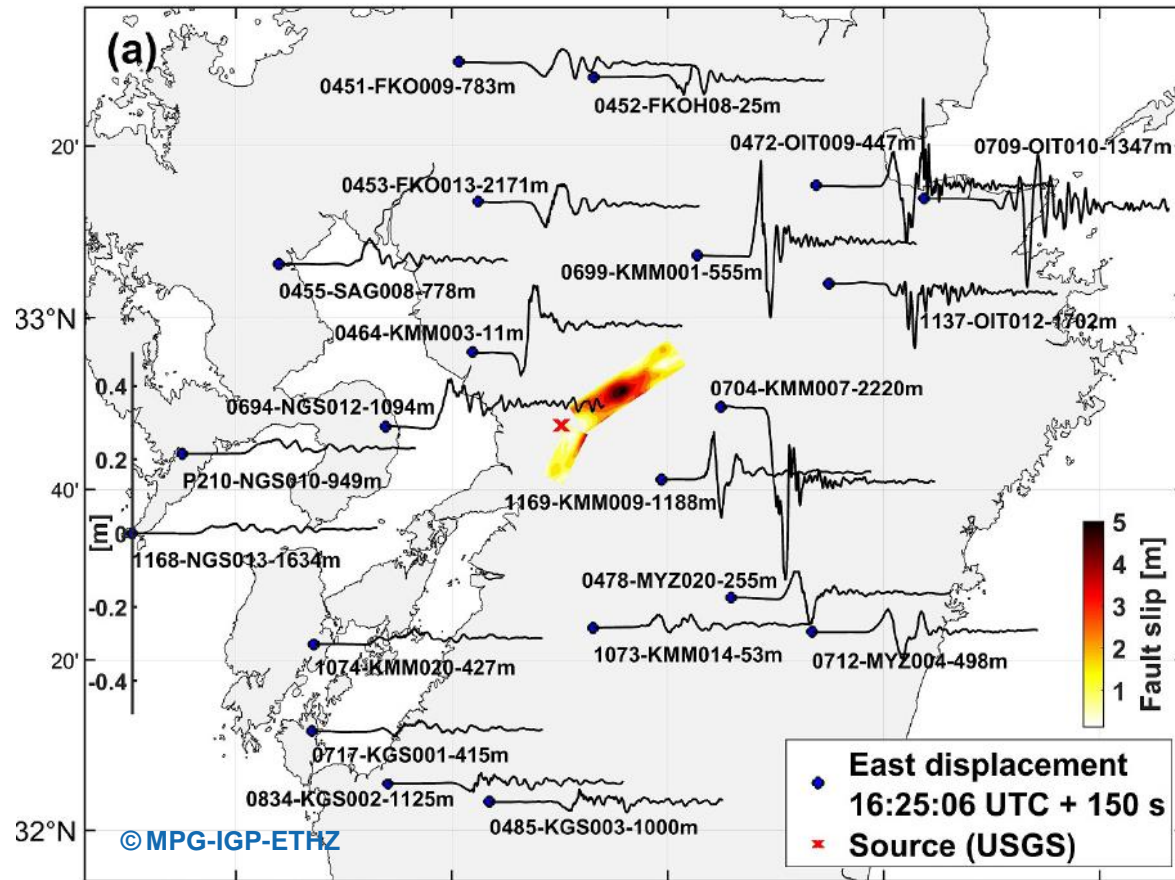 (a)
0451-FKO009-783m
0452-FKOH08-25m
20'
0472-OIT009-447m
0709-OIT010-1347m
0453-FKO013-2171m
0699-KMM001-555m
0455-SAG008-778m
33°N
1137-OIT012-1702m
0464-KMM003-11m
0.4
0704-KMM007-2220m
0694-NGS012-1094m
0.2
P210-NGS010-949m
40'
1169-KMM009-1188m
0
[m]
1168-NGS013-1634m
5
4
3
2
1
Fault slip [m]
0478-MYZ020-255m
-0.2
20'
1074-KMM020-427m
1073-KMM014-53m
0712-MYZ004-498m
-0.4
0717-KGS001-415m
0834-KGS002-1125m
0485-KGS003-1000m
32°N
©MPG-IGP-ETHZ
East displacement
16:25:06 UTC + 150 s
Source (USGS)